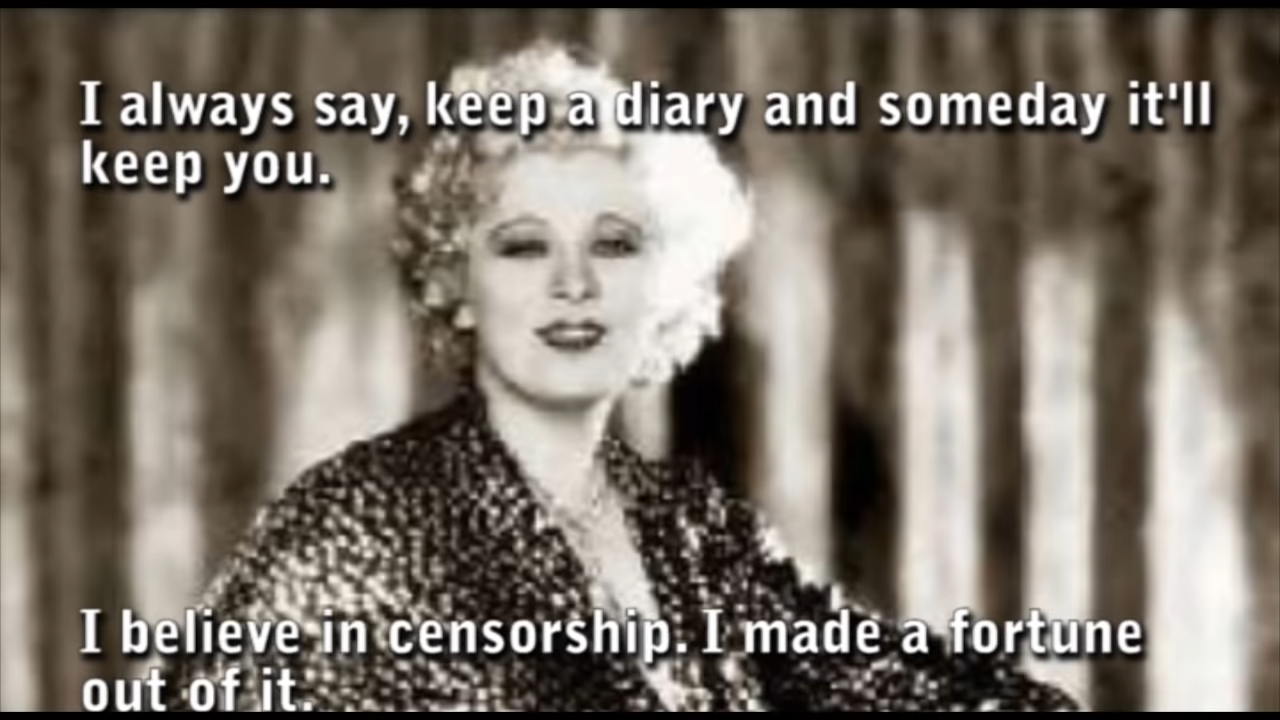 I always say, keep a diary and someday it'll
keep you.
I believe in censorship. I made a fortune
out of it.